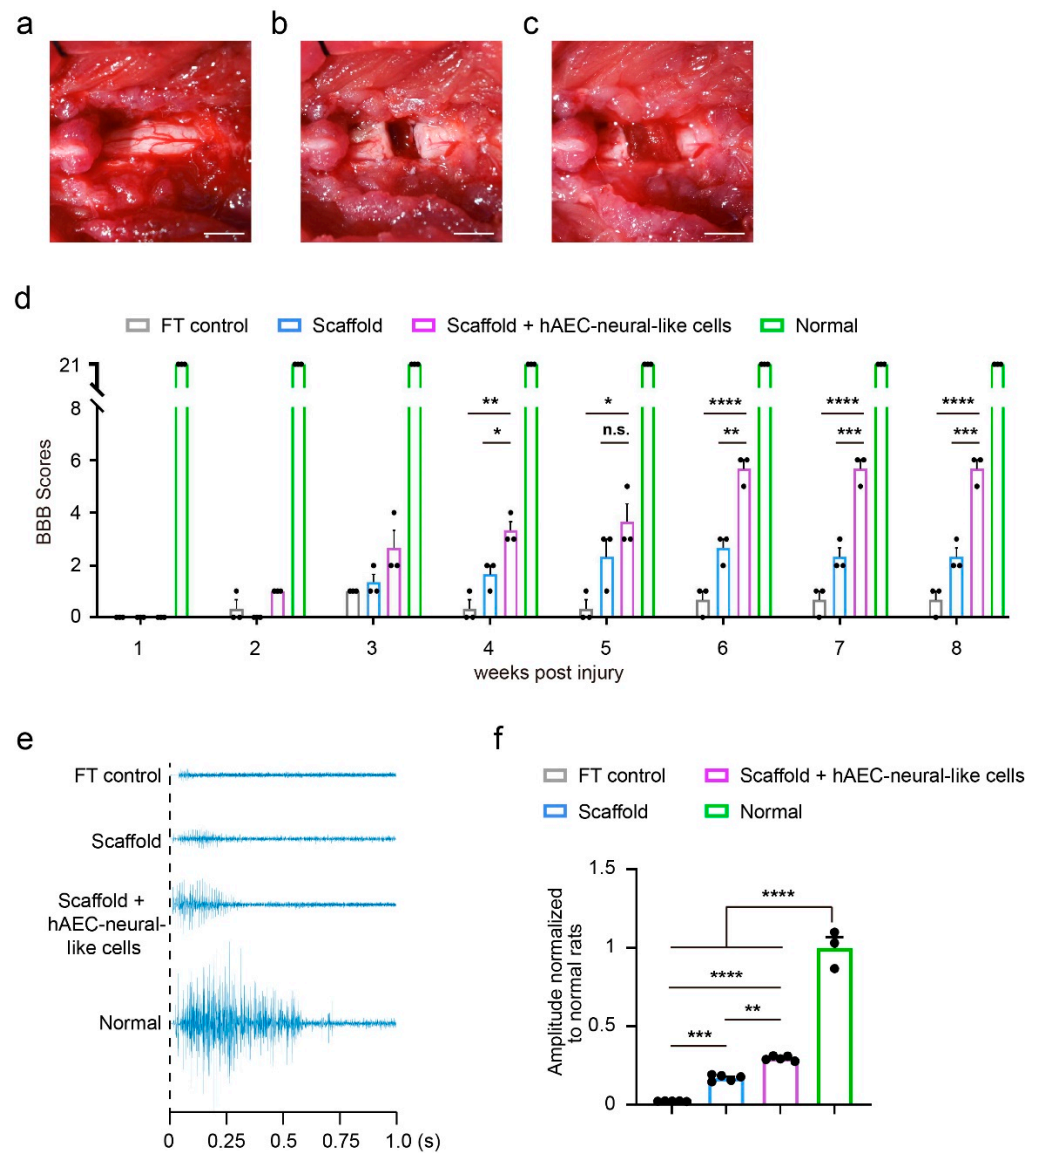 a
b
c
d
FT control
Scaffold
Scaffold + hAEC-neural-like cells
Normal
21
8
6
4
2
0
BBB Scores
**
*
*
n.s.
****
**
****
***
****
***
1 2 3 4 5 6 7 8
weeks post injury
e
FT control
Scaffold
Scaffold +
hAEC-neural-
like cells
Normal
0 0.25 0.5 0.75 1.0 (s)
f
FT control
Scaffold + hAEC-neural-like cells
Scaffold
Normal
Amplitude normalized
to normal rats
1.5
1
0.5
0
****
****
**
***